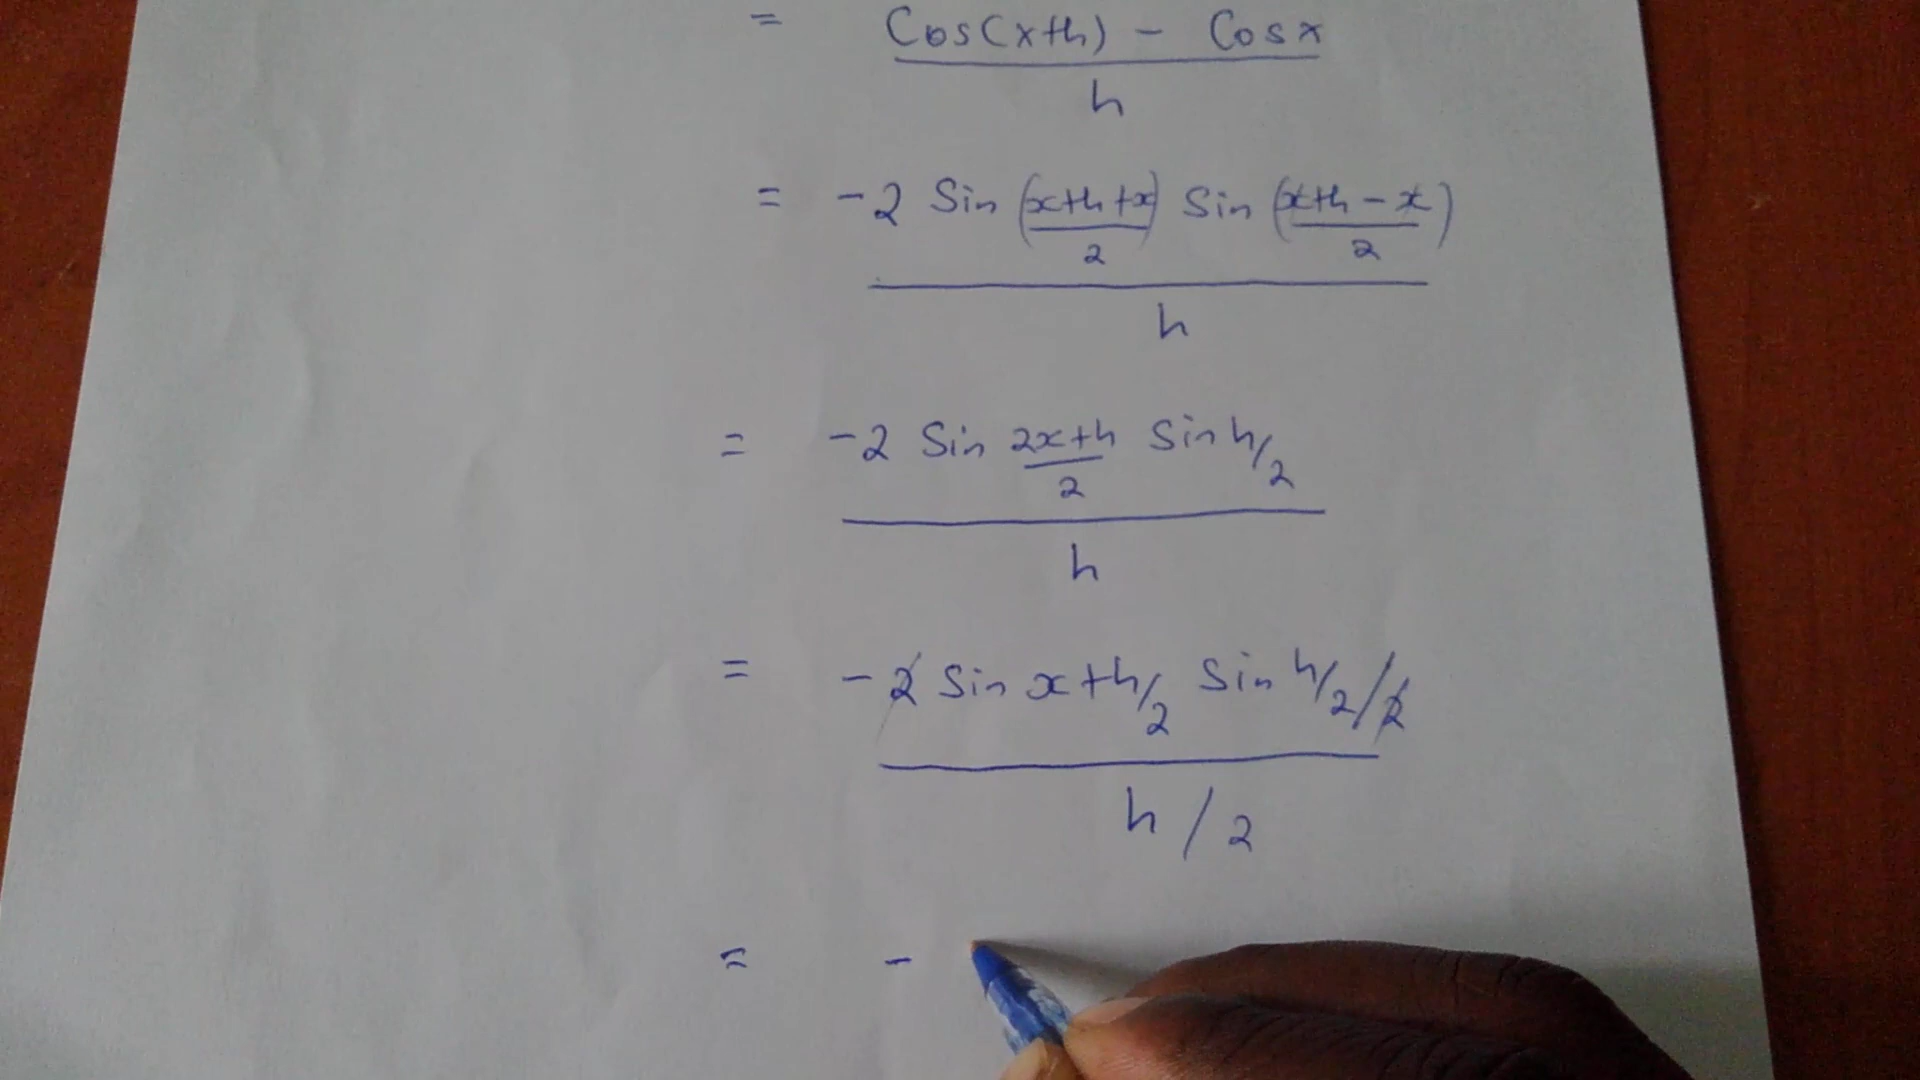 = Cos(x+h) - Cosx
h
= -2 Sin (x+h+x) Sin (x+h-x)
2 2
h
= -2 Sin 2x+h Sin h/2
2
h
= -2 Sin x+h/2 Sin h/2/2
h/2
= -